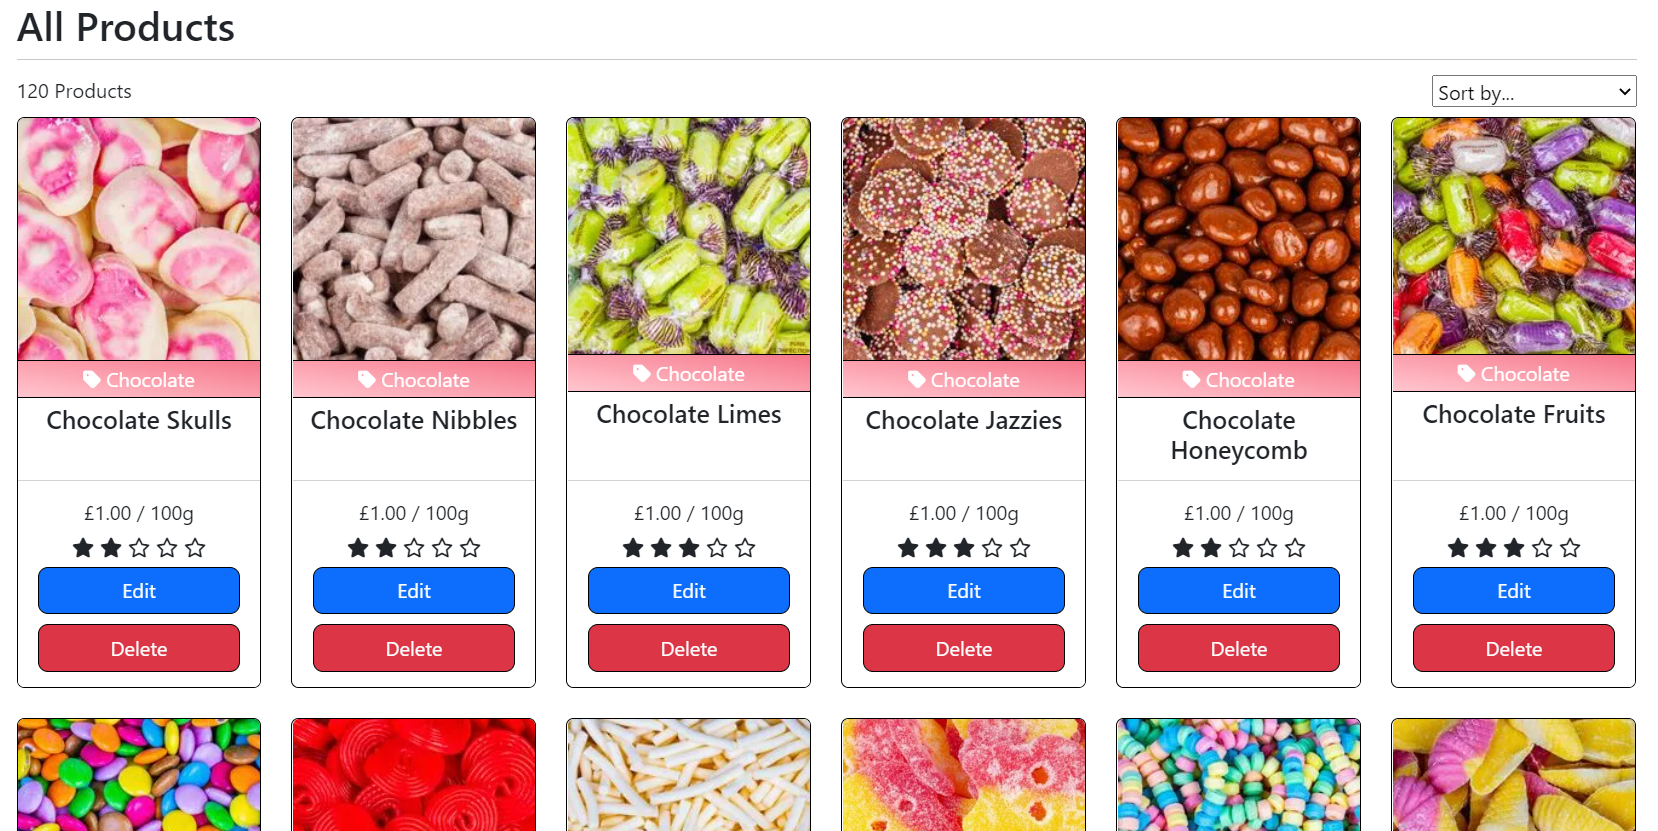 All Products
120 Products
Sort by...
Chocolate
Chocolate Skulls
£1.00 / 100g
Edit
Delete
Chocolate
Chocolate Nibbles
£1.00 / 100g
Edit
Delete
Chocolate
Chocolate Limes
£1.00 / 100g
Edit
Delete
Chocolate
Chocolate Jazzies
£1.00 / 100g
Edit
Delete
Chocolate
Chocolate
Honeycomb
£1.00 / 100g
Edit
Delete
Chocolate
Chocolate Fruits
£1.00 / 100g
Edit
Delete